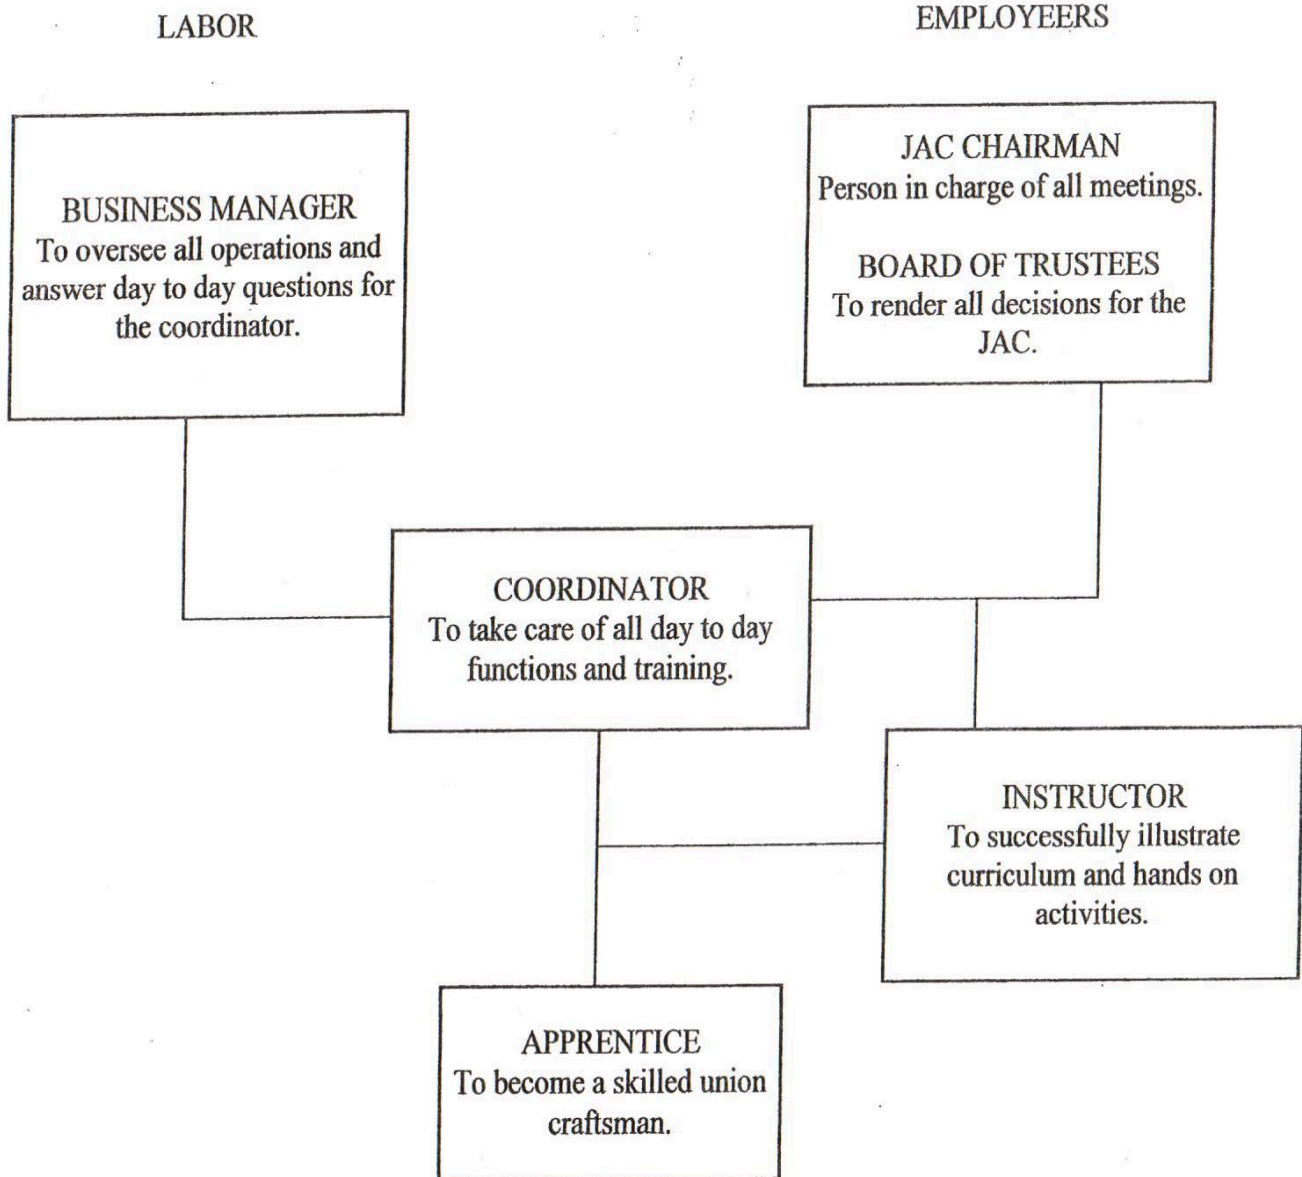 LABOR
EMPLOYEERS
BUSINESS MANAGER
To oversee all operations and
answer day to day questions for
the coordinator.
JAC CHAIRMAN
Person in charge of all meetings.
BOARD OF TRUSTEES
To render all decisions for the
JAC.
COORDINATOR
To take care of all day to day
functions and training.
INSTRUCTOR
To successfully illustrate
curriculum and hands on
activities.
APPRENTICE
To become a skilled union
craftsman.